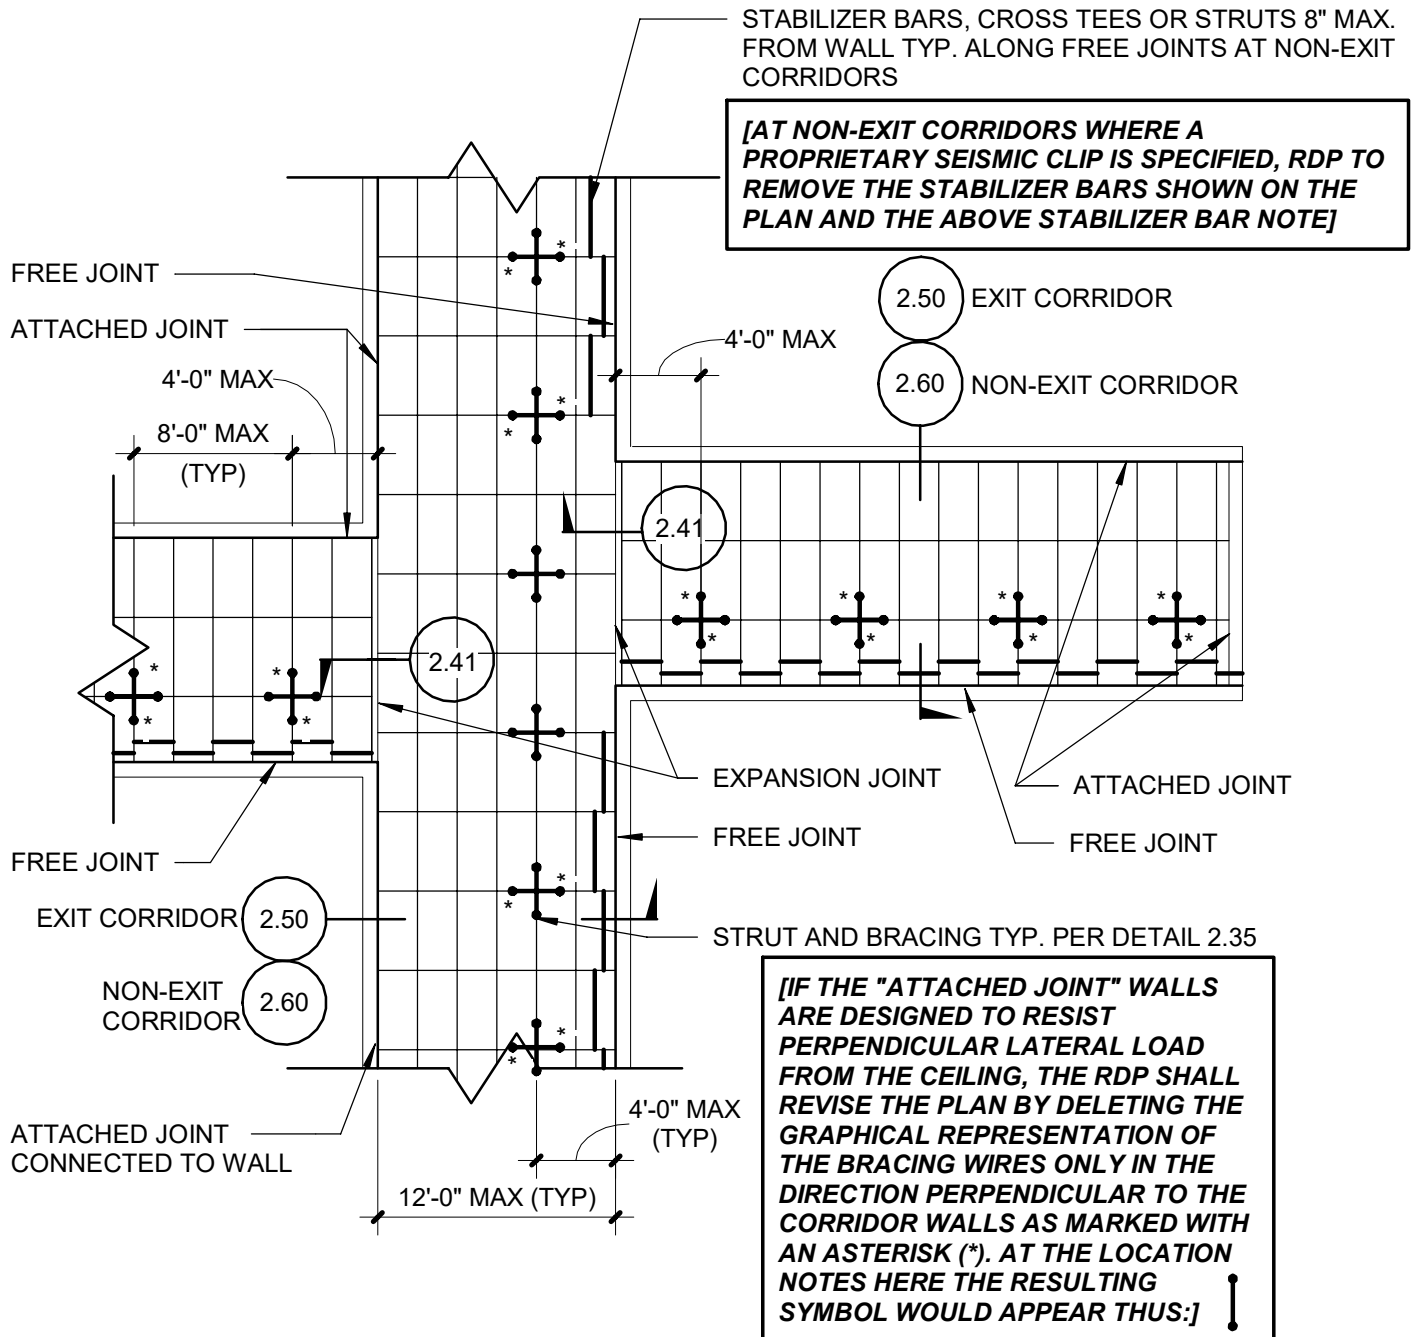 STABILIZER BARS, CROSS TEES OR STRUTS 8" MAX.
FROM WALL TYP. ALONG FREE JOINTS AT NON-EXIT
CORRIDORS
[AT NON-EXIT CORRIDORS WHERE A
PROPRIETARY SEISMIC CLIP IS SPECIFIED, RDP TO
REMOVE THE STABILIZER BARS SHOWN ON THE
PLAN AND THE ABOVE STABILIZER BAR NOTE]
FREE JOINT
ATTACHED JOINT
4'-0" MAX
8'-0" MAX
(TYP)
2.50 EXIT CORRIDOR
4'-0" MAX
2.60 NON-EXIT CORRIDOR
2.41
2.41
EXPANSION JOINT
ATTACHED JOINT
FREE JOINT
FREE JOINT
FREE JOINT
EXIT CORRIDOR 2.50
NON-EXIT
CORRIDOR 2.60
STRUT AND BRACING TYP. PER DETAIL 2.35
ATTACHED JOINT
CONNECTED TO WALL
4'-0" MAX
(TYP)
12'-0" MAX (TYP)
[IF THE "ATTACHED JOINT" WALLS
ARE DESIGNED TO RESIST
PERPENDICULAR LATERAL LOAD
FROM THE CEILING, THE RDP SHALL
REVISE THE PLAN BY DELETING THE
GRAPHICAL REPRESENTATION OF
THE BRACING WIRES ONLY IN THE
DIRECTION PERPENDICULAR TO THE
CORRIDOR WALLS AS MARKED WITH
AN ASTERISK (*). AT THE LOCATION
NOTES HERE THE RESULTING
SYMBOL WOULD APPEAR THUS:]